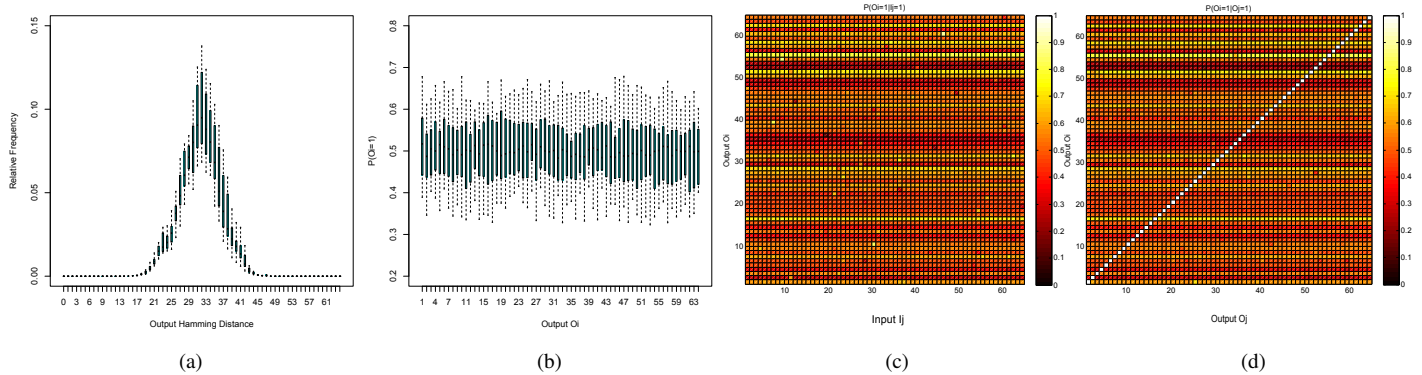 Relative Frequency
0.00 0.05 0.10 0.15
0 3 6 9 13 17 21 25 29 33 37 41 45 49 53 57 61
Output Hamming Distance
(a)
P(Oi=1)
0.2 0.3 0.4 0.5 0.6 0.7 0.8
1 4 7 11 15 19 23 27 31 35 39 43 47 51 55 59 63
Output Oi
(b)
P(Oi=1|Ij=1)
Output Oi
60
50
40
30
20
10
10 20 30 40 50 60
Input Ij
1
0.9
0.8
0.7
0.6
0.5
0.4
0.3
0.2
0.1
0
(c)
P(Oi=1|Oj=1)
Output Oi
60
50
40
30
20
10
10 20 30 40 50 60
Output Oj
1
0.9
0.8
0.7
0.6
0.5
0.4
0.3
0.2
0.1
0
(d)